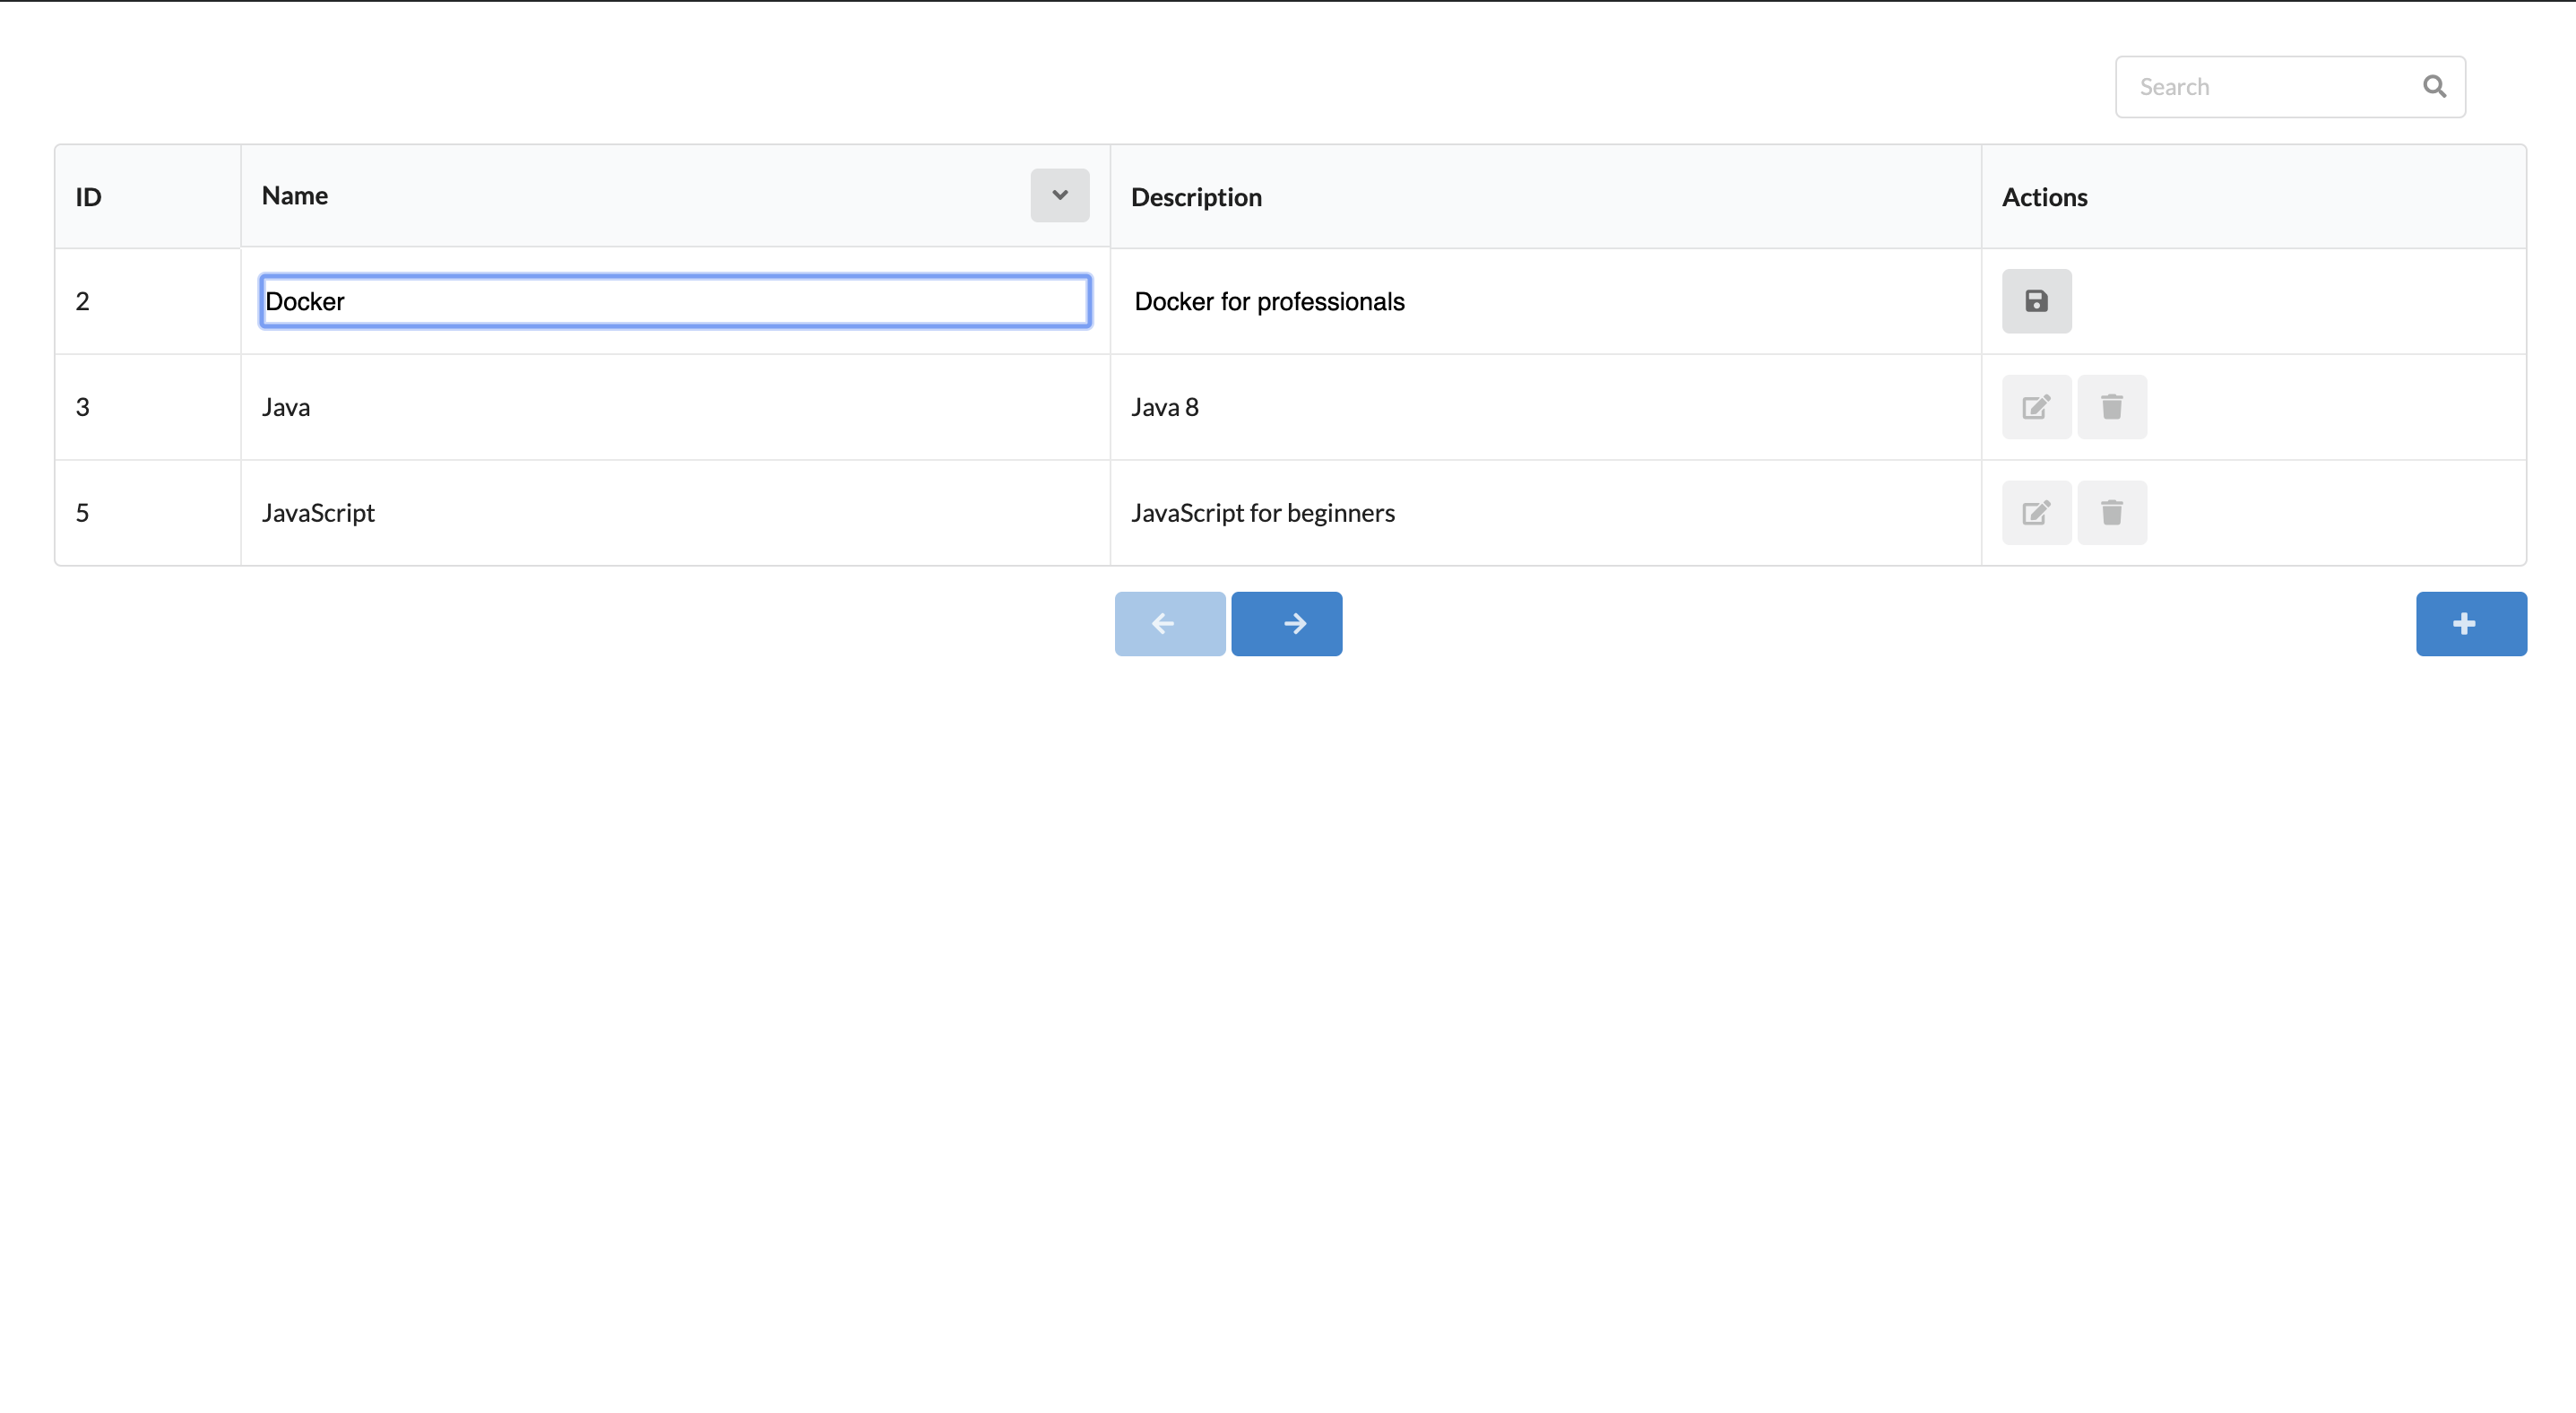 Search
ID Name Description Actions
2 Docker Docker for professionals
3 Java Java 8
5 JavaScript JavaScript for beginners